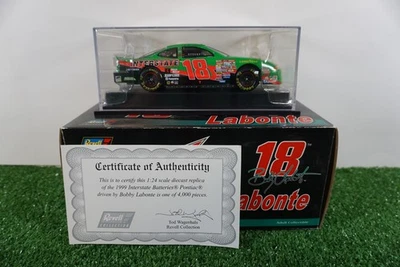 INTERSTATE
18
Revell
Labonte
18
Labonte
Certificate of Authenticity
This is to certify this 1:24 scale diecast replica
of the 1999 Interstate Batteries® Pontiac®
driven by Bobby Labonte is one of 4,000 pieces.
Revell
COLLECTION
Revell Collection